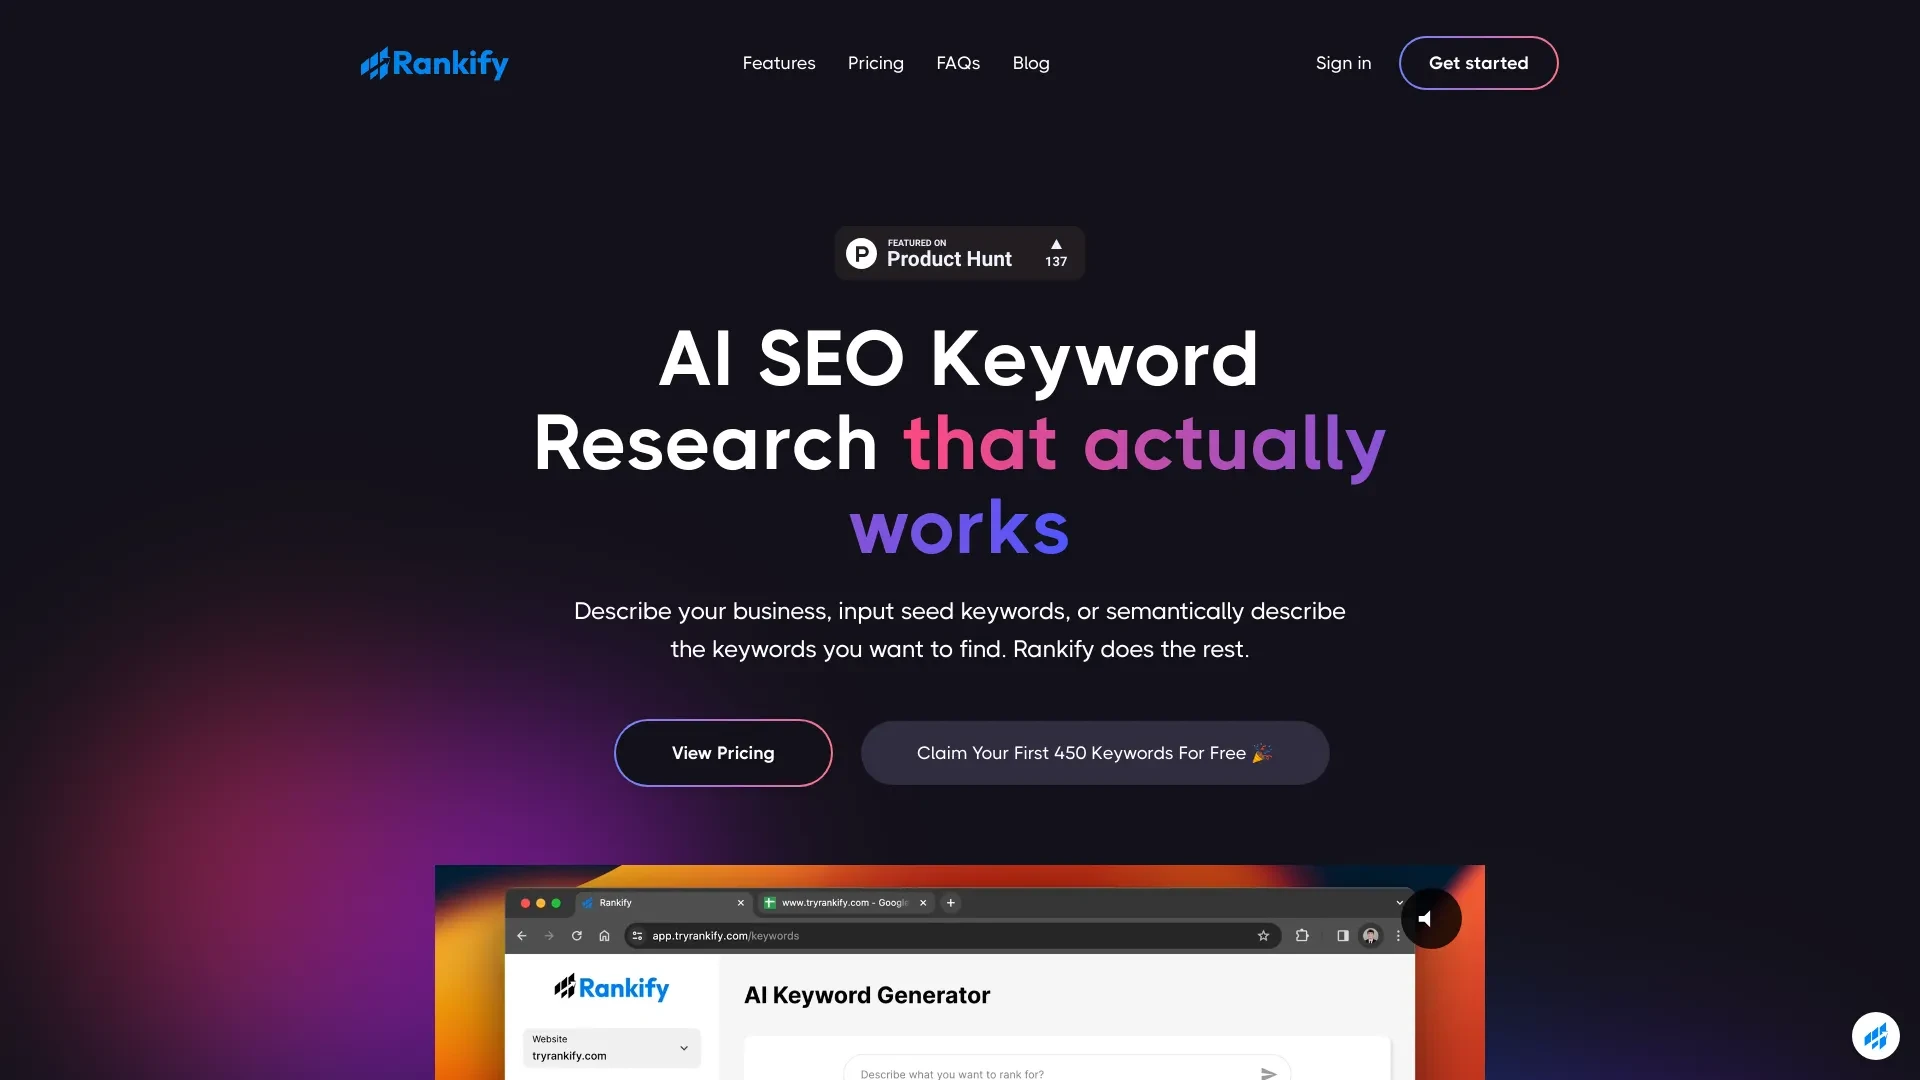 Rankify
Features
Pricing
FAQs
Blog
Sign in
Get started
FEATURED ON
Product Hunt
137
AI SEO Keyword
Research that actually
works
Describe your business, input seed keywords, or semantically describe
the keywords you want to find. Rankify does the rest.
View Pricing
Claim Your First 450 Keywords For Free 🎉
Rankify
www.tryrankify.com - Google
app.tryrankify.com/keywords
Rankify
AI Keyword Generator
Website
tryrankify.com
Describe what you want to rank for?